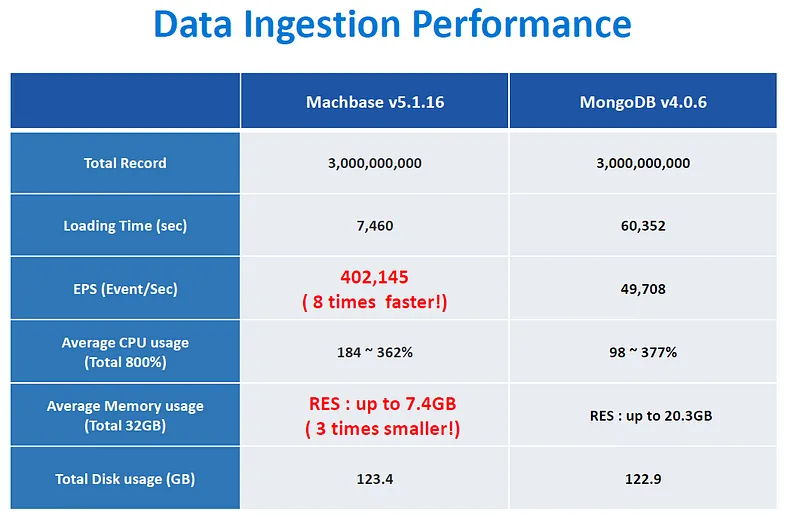 Data Ingestion Performance
Machbase v5.1.16
MongoDB v4.0.6
Total Record
3,000,000,000
3,000,000,000
Loading Time (sec)
7,460
60,352
EPS (Event/Sec)
402,145
( 8 times  faster!)
49,708
Average CPU usage
(Total 800%)
184 ~ 362%
98 ~ 377%
Average Memory usage
(Total 32GB)
RES : up to 7.4GB
( 3 times smaller!)
RES : up to 20.3GB
Total Disk usage (GB)
123.4
122.9